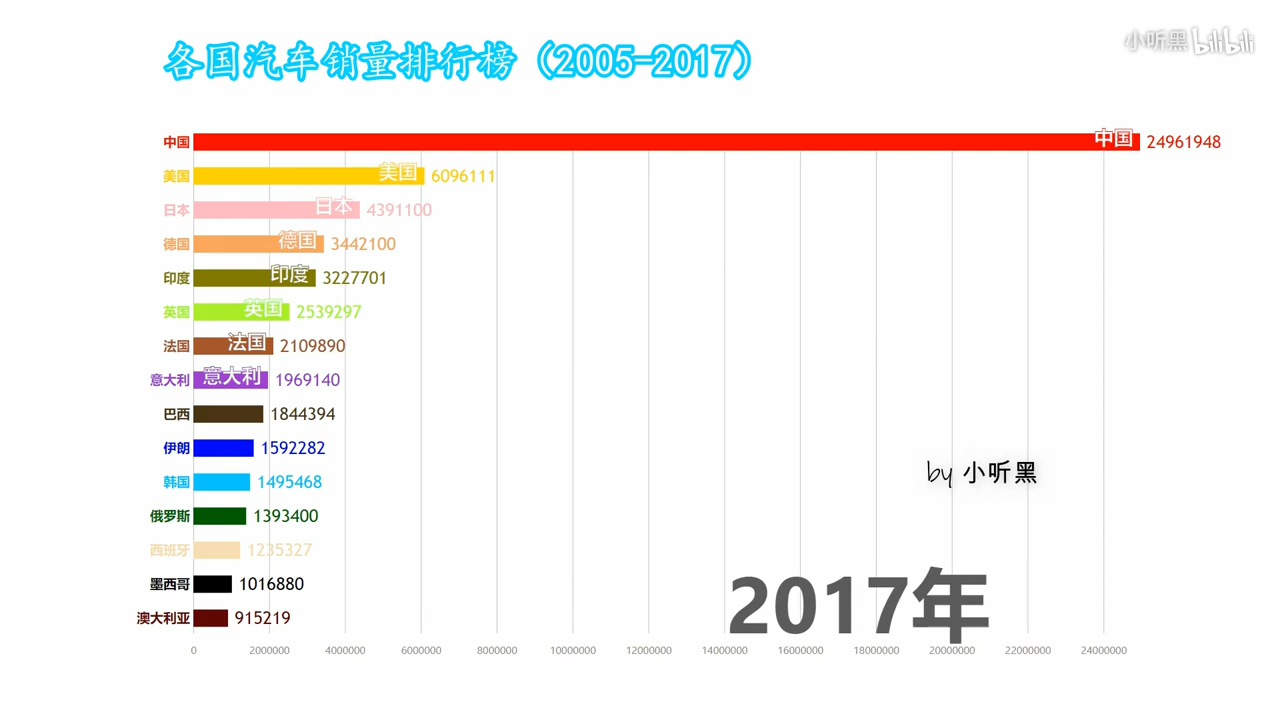 各国汽车销量排行榜（2005-2017）
小听黑 bilibili
中国 中国 24961948
美国 美国 6096111
日本 日本 4391100
德国 德国 3442100
印度 印度 3227701
英国 英国 2539297
法国 法国 2109890
意大利 意大利 1969140
巴西 1844394
伊朗 1592282
韩国 1495468
俄罗斯 1393400
西班牙 1235327
墨西哥 1016880
澳大利亚 915219
by 小听黑
2017年
0 2000000 4000000 6000000 8000000 10000000 12000000 14000000 16000000 18000000 20000000 22000000 24000000